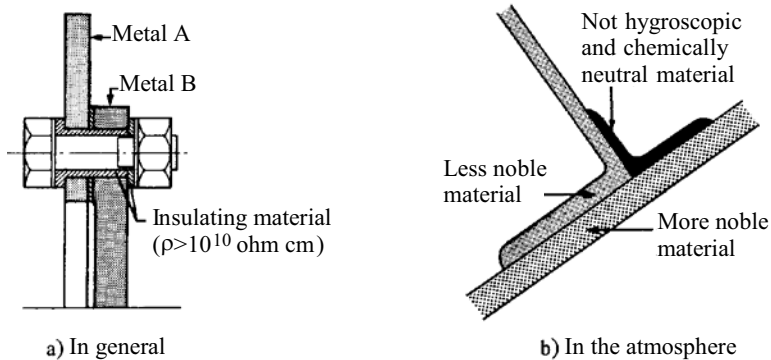 Metal A
Metal B
Insulating material
(ρ>10¹⁰ ohm cm)
a) In general
Not hygroscopic
and chemically
neutral material
Less noble
material
More noble
material
b) In the atmosphere